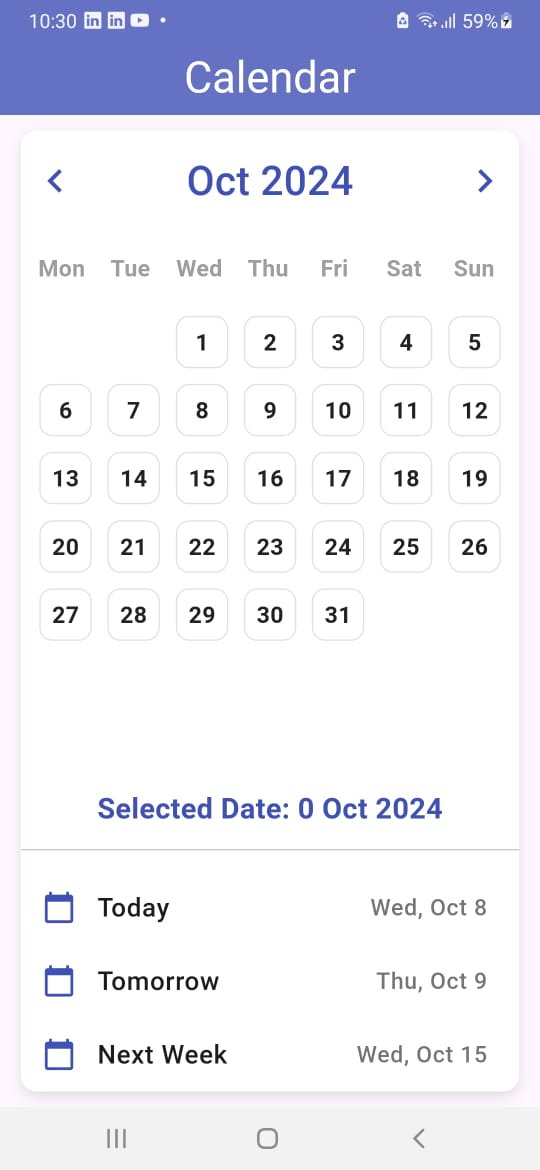 10:30 in in 59%
Calendar
Oct 2024
Mon Tue Wed Thu Fri Sat Sun
1 2 3 4 5
6 7 8 9 10 11 12
13 14 15 16 17 18 19
20 21 22 23 24 25 26
27 28 29 30 31
Selected Date: 0 Oct 2024
Today Wed, Oct 8
Tomorrow Thu, Oct 9
Next Week Wed, Oct 15